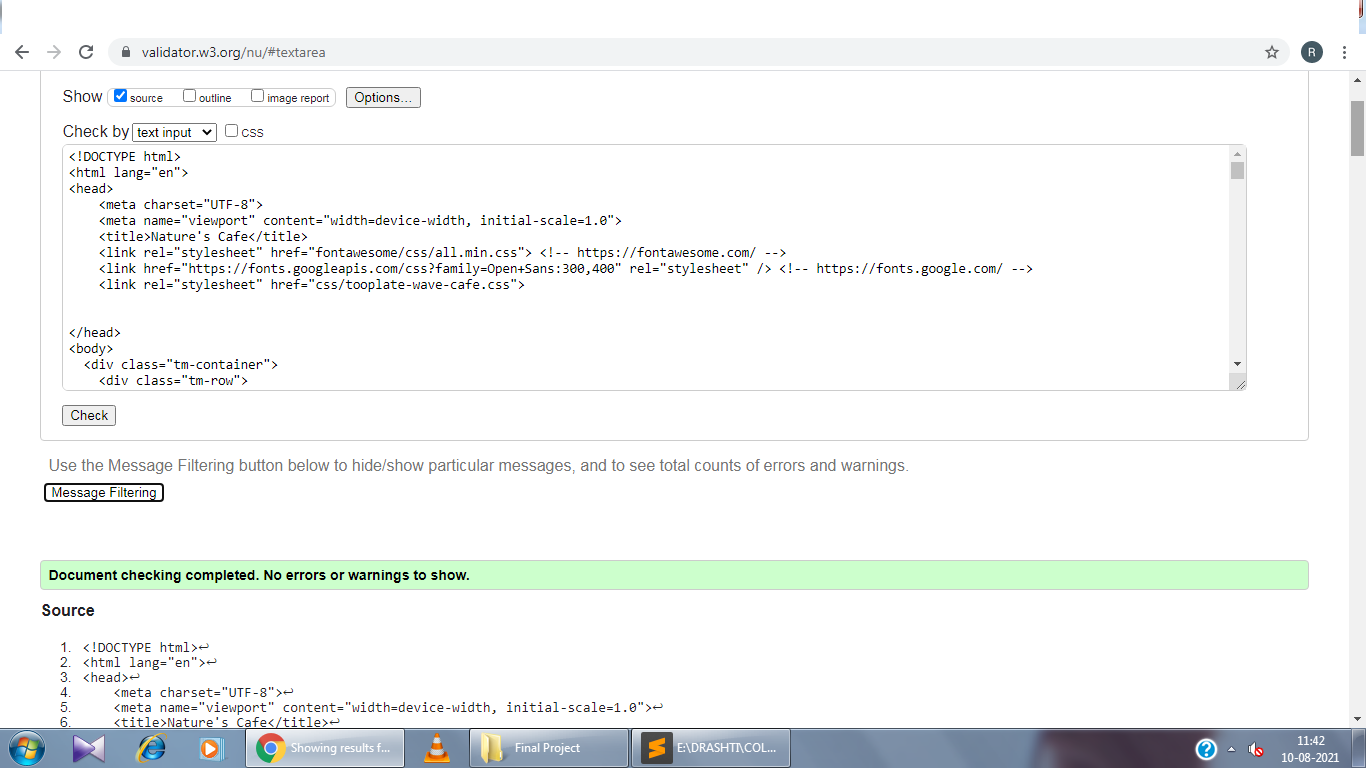 validator.w3.org/nu/#textarea
R
Show source outline image report Options...
Check by text input css
<!DOCTYPE html>
<html lang="en">
<head>
<meta charset="UTF-8">
<meta name="viewport" content="width=device-width, initial-scale=1.0">
<title>Nature's Cafe</title>
<link rel="stylesheet" href="fontawesome/css/all.min.css"> <!-- https://fontawesome.com/ -->
<link href="https://fonts.googleapis.com/css?family=Open+Sans:300,400" rel="stylesheet" /> <!-- https://fonts.google.com/ -->
<link rel="stylesheet" href="css/tooplate-wave-cafe.css">
</head>
<body>
<div class="tm-container">
<div class="tm-row">
Check
Use the Message Filtering button below to hide/show particular messages, and to see total counts of errors and warnings.
Message Filtering
Document checking completed. No errors or warnings to show.
Source
1. <!DOCTYPE html>↩
2. <html lang="en">↩
3. <head>↩
4. <meta charset="UTF-8">↩
5. <meta name="viewport" content="width=device-width, initial-scale=1.0">↩
6. <title>Nature's Cafe</title>↩
Showing results f... Final Project E:\DRASHTI\COL... 11:42
10-08-2021